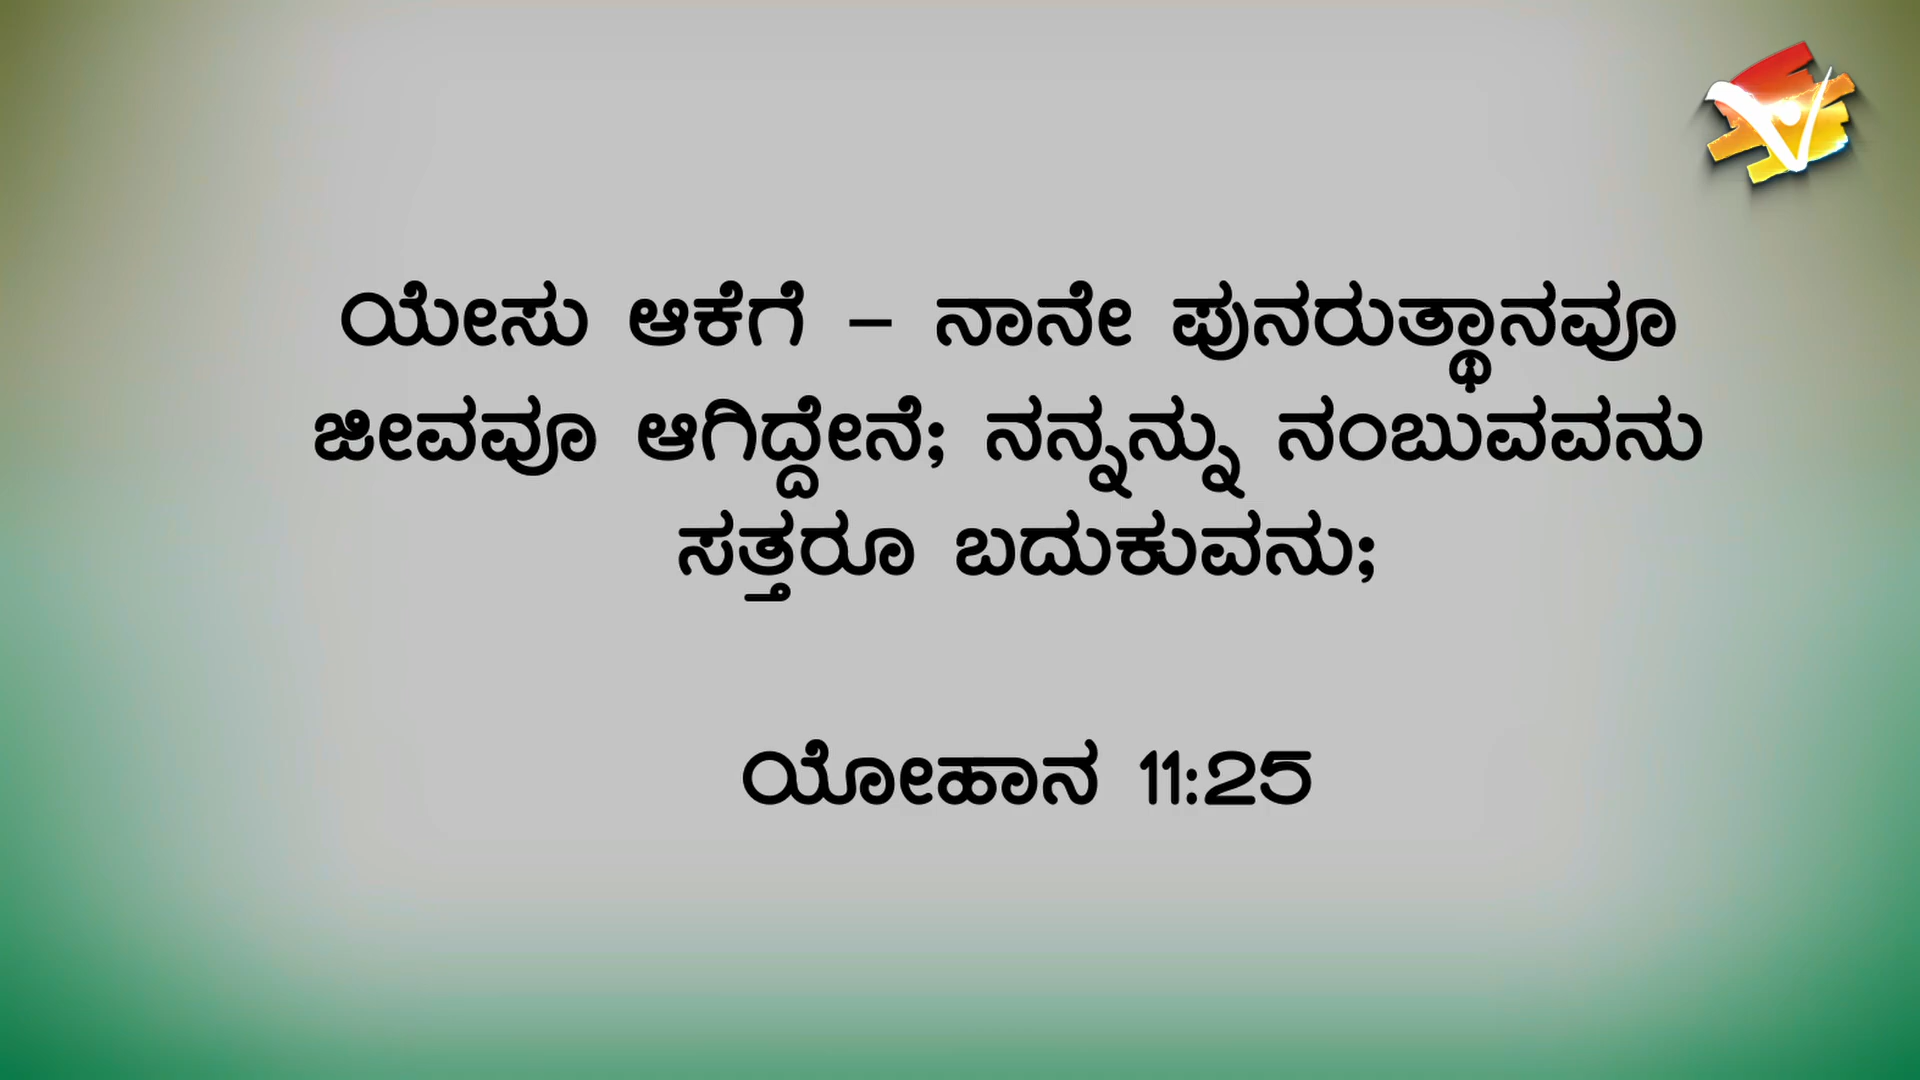 ಯೇಸು ಆಕೆಗೆ – ನಾನೇ ಪುನರುತ್ಥಾನವೂ
ಜೀವವೂ ಆಗಿದ್ದೇನೆ; ನನ್ನನ್ನು ನಂಬುವವನು
ಸತ್ತರೂ ಬದುಕುವನು;
ಯೋಹಾನ 11:25